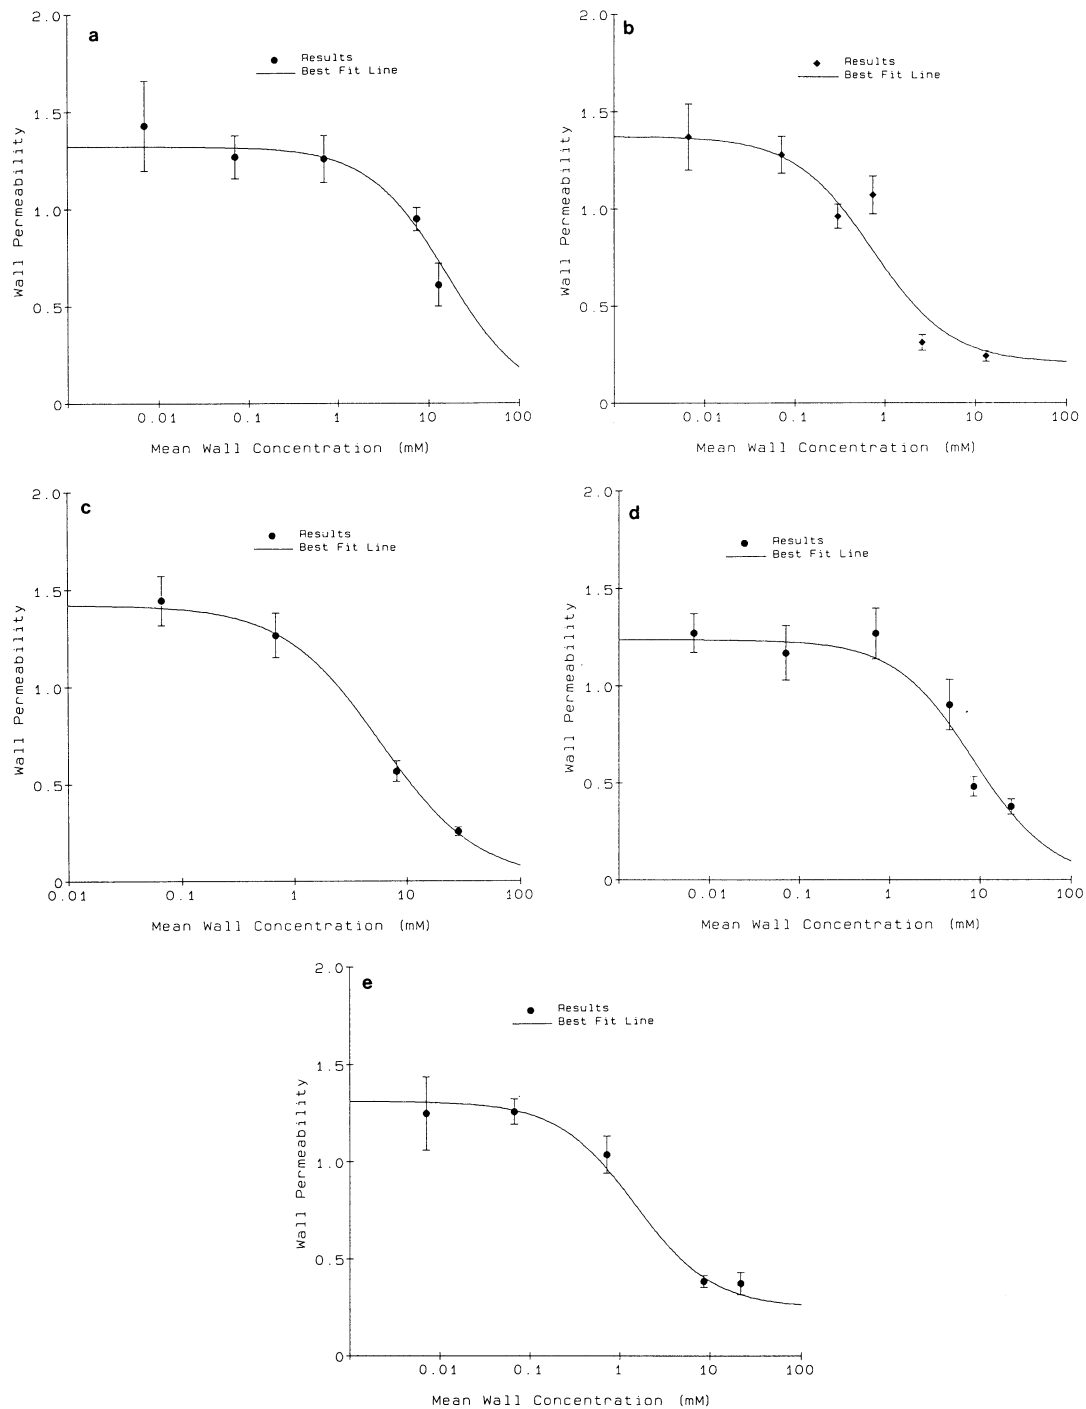 a
2.0
1.5
1.0
0.5
0
Wall Permeability
Results
Best Fit Line
0.01 0.1 1 10 100
Mean Wall Concentration (mM)
b
2.0
1.5
1.0
0.5
0
Wall Permeability
Results
Best Fit Line
0.01 0.1 1 10 100
Mean Wall Concentration (mM)
c
2.0
1.5
1.0
0.5
0
Wall Permeability
Results
Best Fit Line
0.01 0.1 1 10 100
Mean Wall Concentration (mM)
d
2.0
1.5
1.0
0.5
0
Wall Permeability
Results
Best Fit Line
0.01 0.1 1 10 100
Mean Wall Concentration (mM)
e
2.0
1.5
1.0
0.5
0
Wall Permeability
Results
Best Fit Line
0.01 0.1 1 10 100
Mean Wall Concentration (mM)